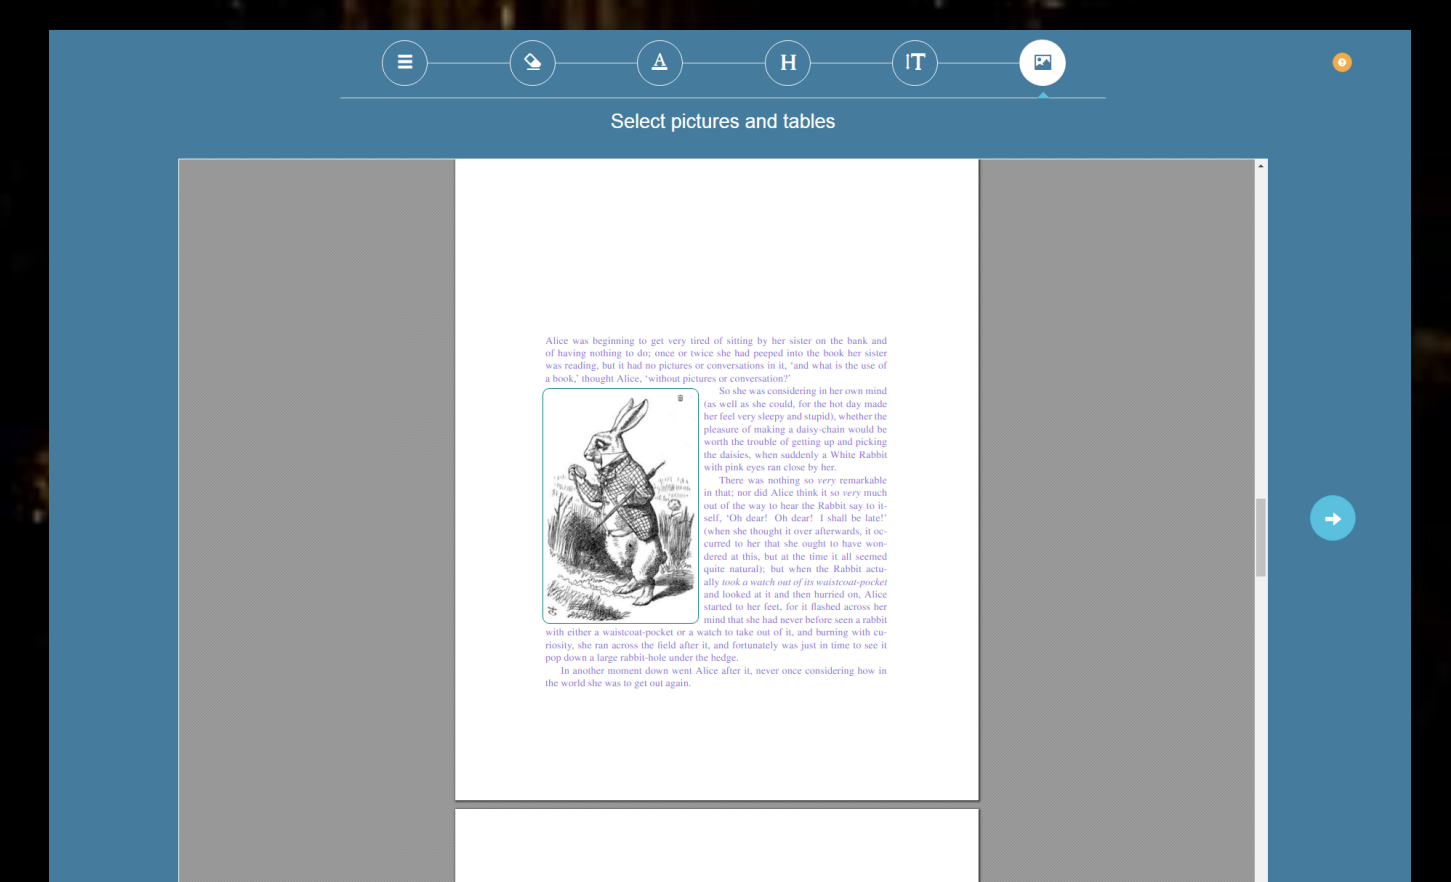 A
H
T
Select pictures and tables
Alice was beginning to get very tired of sitting by her sister on the bank and
of having nothing to do; once or twice she had peeped into the book her sister
was reading, but it had no pictures or conversations in it, ‘and what is the use of
a book,’ thought Alice, ‘without pictures or conversation?’
So she was considering in her own mind
(as well as she could, for the hot day made
her feel very sleepy and stupid), whether the
pleasure of making a daisy-chain would be
worth the trouble of getting up and picking
the daisies, when suddenly a White Rabbit
with pink eyes ran close by her.
There was nothing so very remarkable
in that; nor did Alice think it so very much
out of the way to hear the Rabbit say to it-
self, ‘Oh dear! Oh dear! I shall be late!’
(when she thought it over afterwards, it oc-
curred to her that she ought to have won-
dered at this, but at the time it all seemed
quite natural); but when the Rabbit actu-
ally took a watch out of its waistcoat-pocket
and looked at it and then hurried on, Alice
started to her feet, for it flashed across her
mind that she had never before seen a rabbit
with either a waistcoat-pocket or a watch to take out of it, and burning with cu-
riosity, she ran across the field after it, and fortunately was just in time to see it
pop down a large rabbit-hole under the hedge.
In another moment down went Alice after it, never once considering how in
the world she was to get out again.